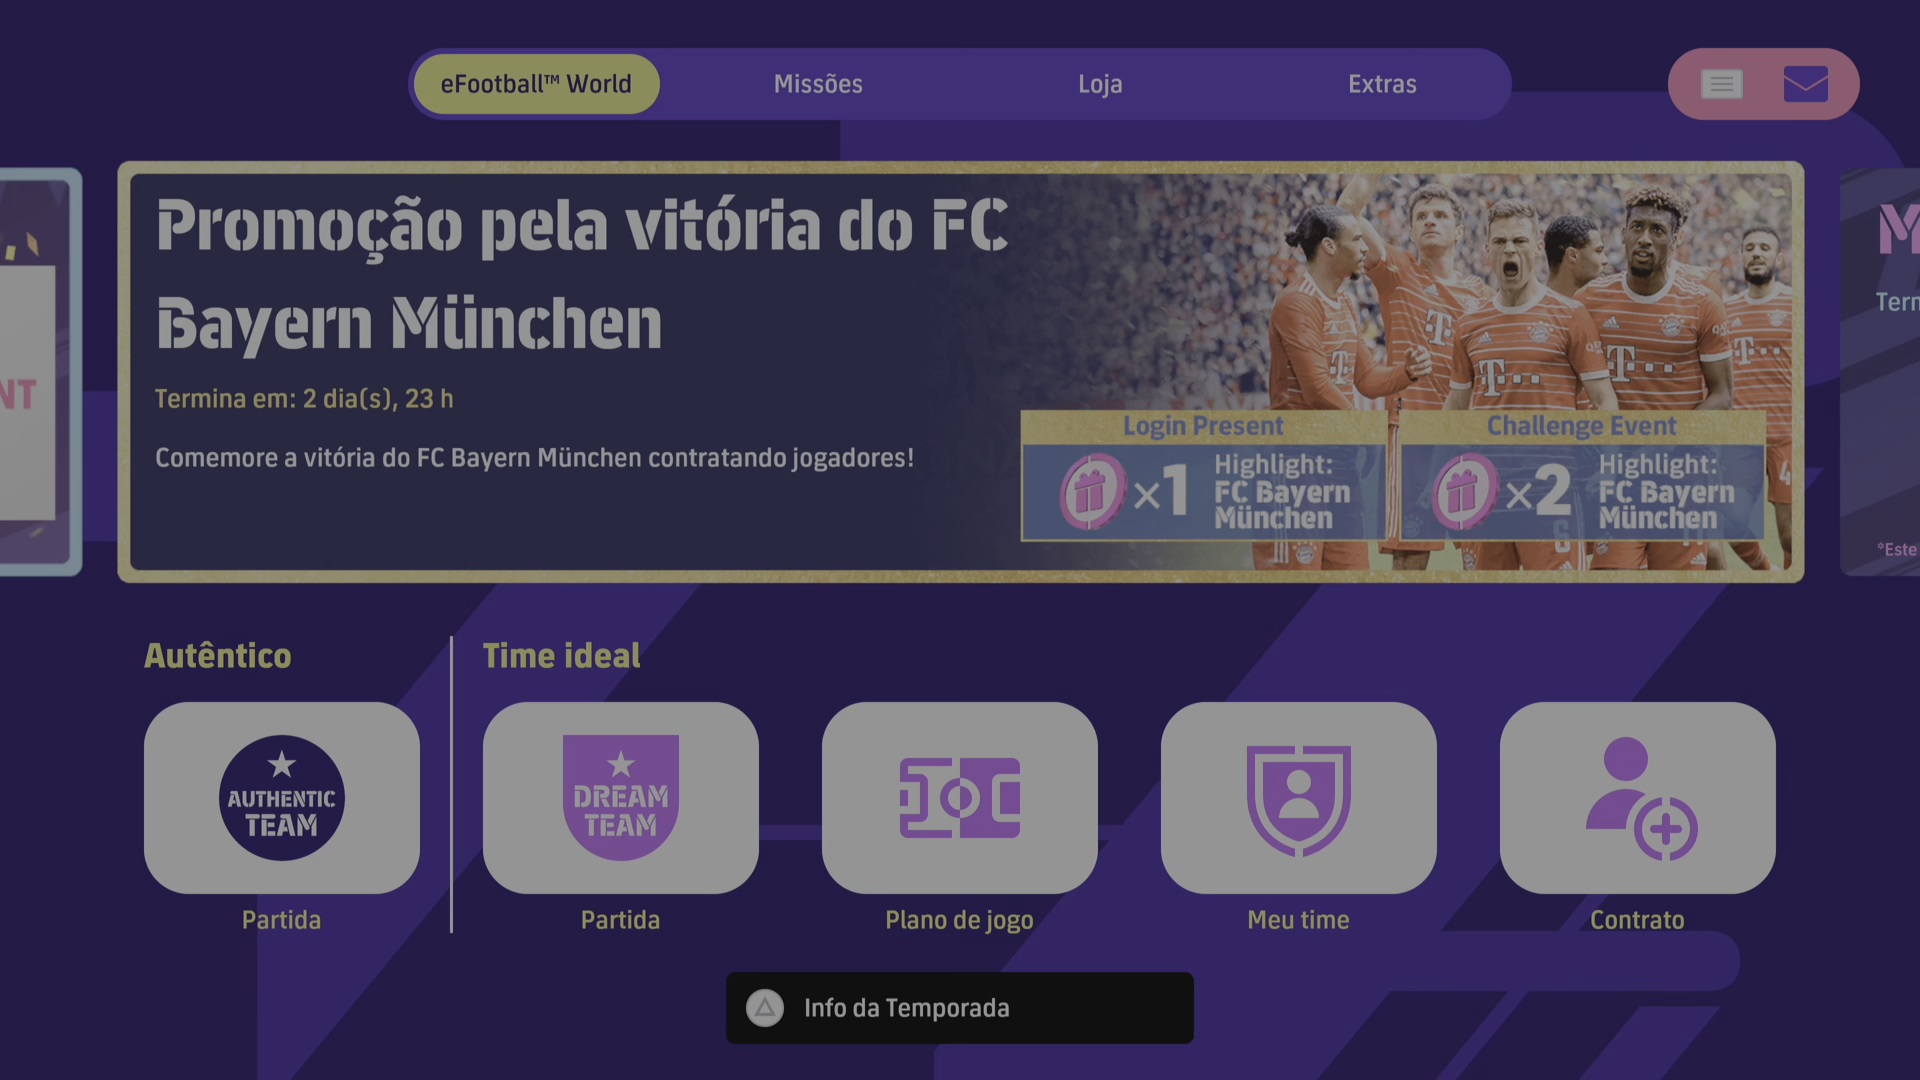 eFootball™ World
Missões
Loja
Extras
Promoção pela vitória do FC
Bayern München
Termina em: 2 dia(s), 23 h
Comemore a vitória do FC Bayern München contratando jogadores!
Login Present
×1
Highlight:
FC Bayern
München
Challenge Event
×2
Highlight:
FC Bayern
München
NT
M
Term
*Este
Autêntico
Time ideal
AUTHENTIC
TEAM
DREAM
TEAM
Partida
Partida
Plano de jogo
Meu time
Contrato
Info da Temporada